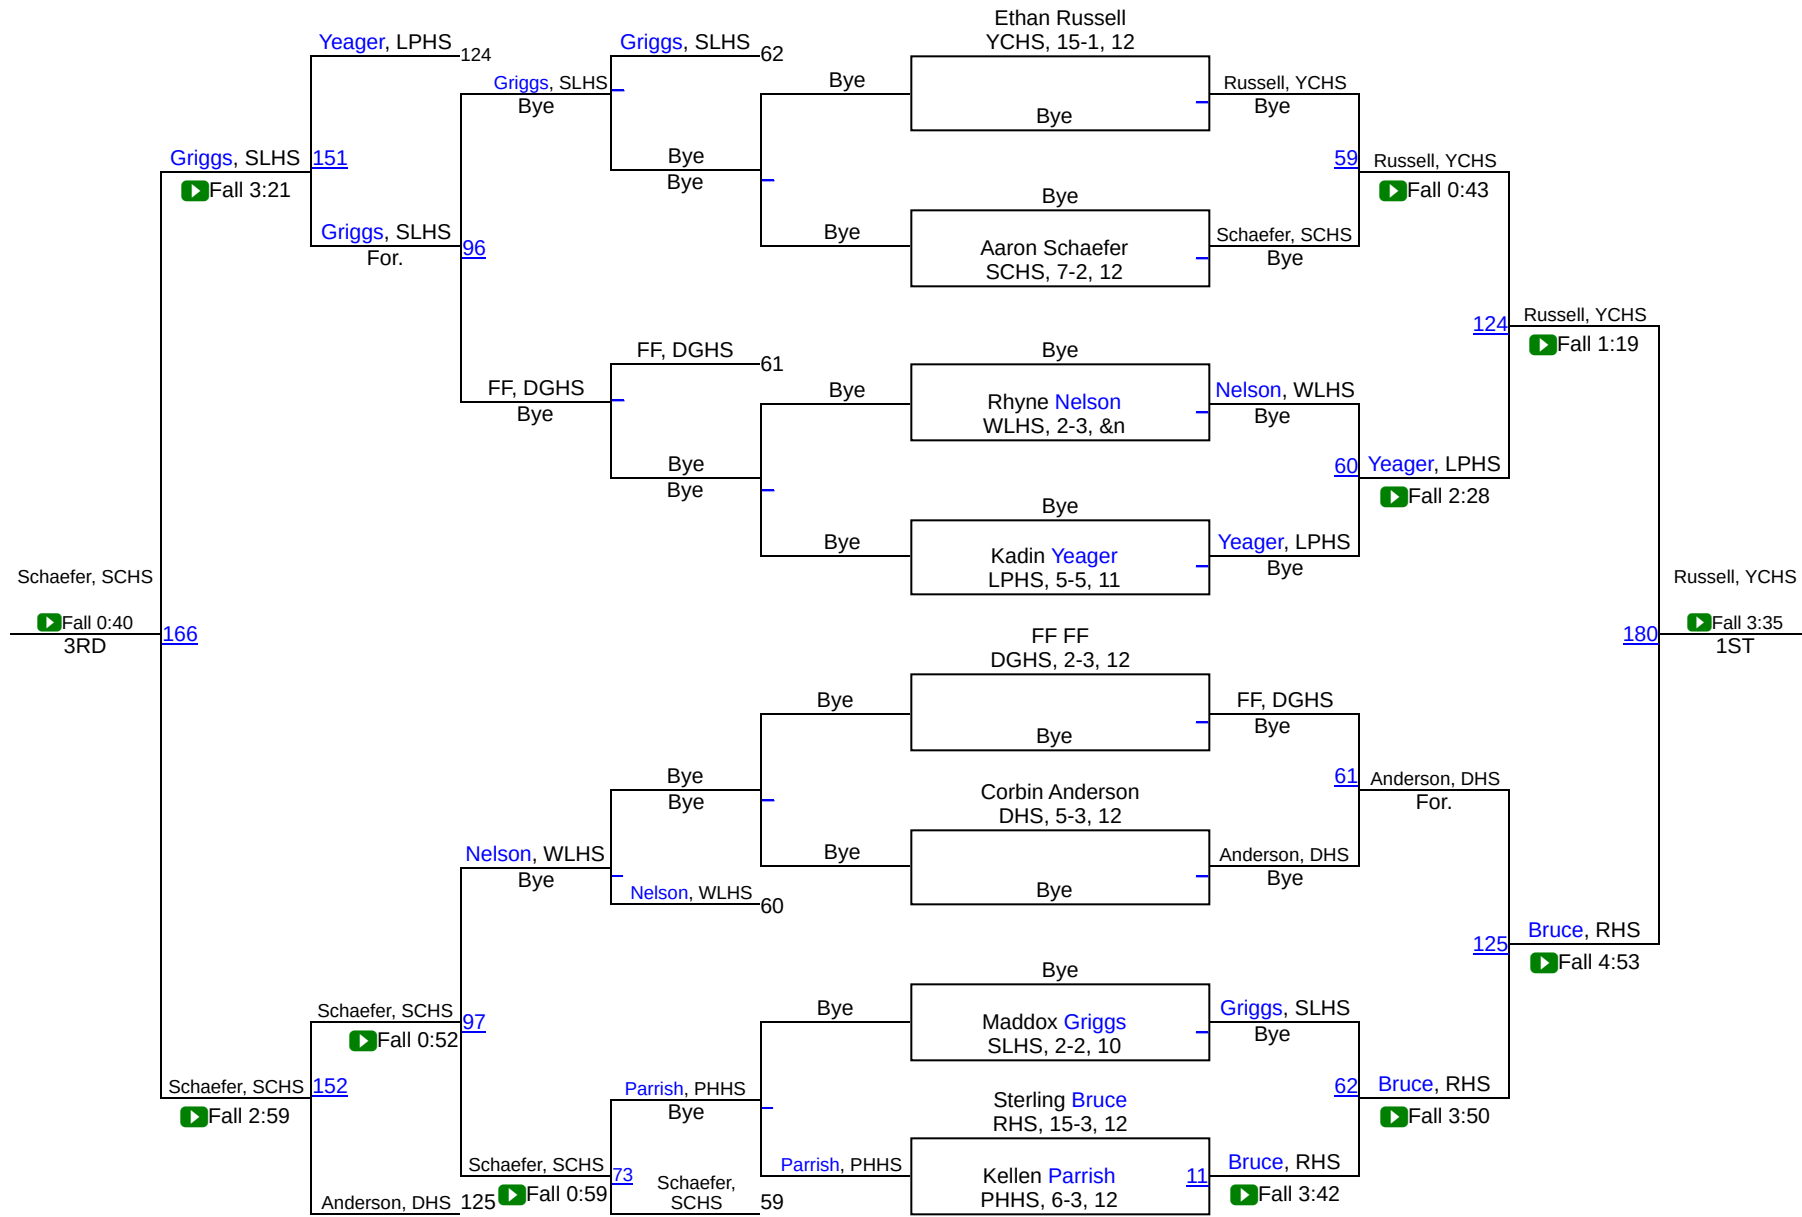 Ethan Russell
YCHS, 15-1, 12
Bye
Bye
Aaron Schaefer
SCHS, 7-2, 12
Bye
Rhyne Nelson
WLHS, 2-3, &n
Bye
Kadin Yeager
LPHS, 5-5, 11
FF FF
DGHS, 2-3, 12
Bye
Corbin Anderson
DHS, 5-3, 12
Bye
Bye
Maddox Griggs
SLHS, 2-2, 10
Sterling Bruce
RHS, 15-3, 12
Kellen Parrish
PHHS, 6-3, 12
11
Russell, YCHS
Bye
59
Schaefer, SCHS
Bye
Nelson, WLHS
Bye
60
Yeager, LPHS
Bye
FF, DGHS
Bye
61
Anderson, DHS
Bye
Griggs, SLHS
Bye
62
Bruce, RHS
Fall 3:42
Russell, YCHS
Fall 0:43
124
Yeager, LPHS
Fall 2:28
Anderson, DHS
For.
125
Bruce, RHS
Fall 3:50
Russell, YCHS
Fall 1:19
180
Bruce, RHS
Fall 4:53
Russell, YCHS
Fall 3:35
1ST
Bye
Bye
Bye
Bye
Bye
Bye
Bye
Parrish, PHHS
Griggs, SLHS
62
Bye
Bye
FF, DGHS
61
Bye
Bye
Bye
Bye
Nelson, WLHS
60
Parrish, PHHS
Bye
73
Schaefer,
SCHS
59
Griggs, SLHS
Bye
96
FF, DGHS
Bye
Nelson, WLHS
Bye
97
Schaefer, SCHS
Fall 0:59
Yeager, LPHS
124
151
Griggs, SLHS
For.
Schaefer, SCHS
Fall 0:52
152
Anderson, DHS
125
Griggs, SLHS
Fall 3:21
166
Schaefer, SCHS
Fall 2:59
Schaefer, SCHS
Fall 0:40
3RD